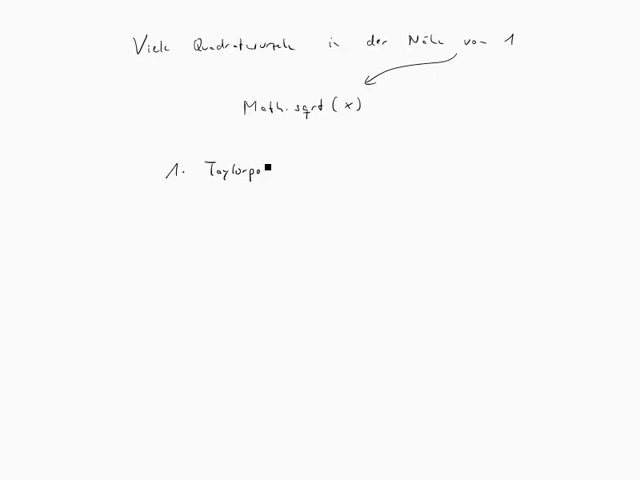 Viele Quadratwurzeln in der Nähe von 1
Math.sqrt(x)
1. Taylorpo